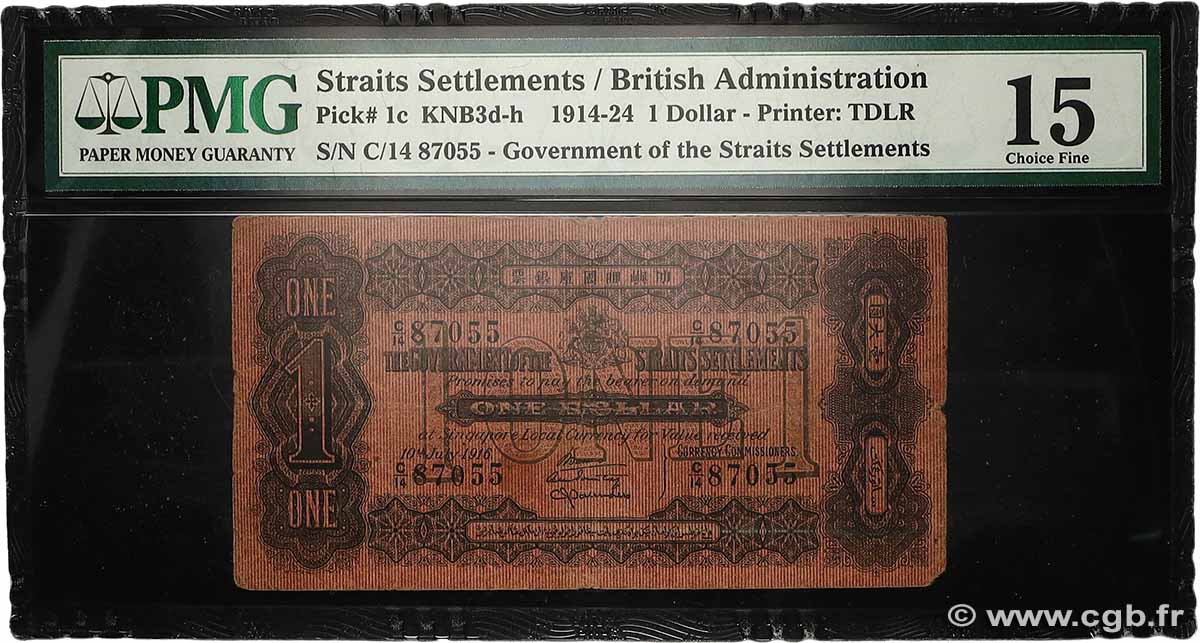 PMG
PAPER MONEY GUARANTY
Straits Settlements / British Administration
Pick# 1c KNB3d-h 1914-24 1 Dollar - Printer: TDLR
S/N C/14 87055 - Government of the Straits Settlements
15
Choice Fine
ONE
1
ONE
C/14 87055 C/14 87055
THE GOVERNMENT OF THE STRAITS SETTLEMENTS
Promises to pay the bearer on demand
ONE DOLLAR
at Singapore Local Currency for Value received
10th July 1916 CURRENCY COMMISSIONERS.
C/14 87055 C/14 87055
© www.cgb.fr